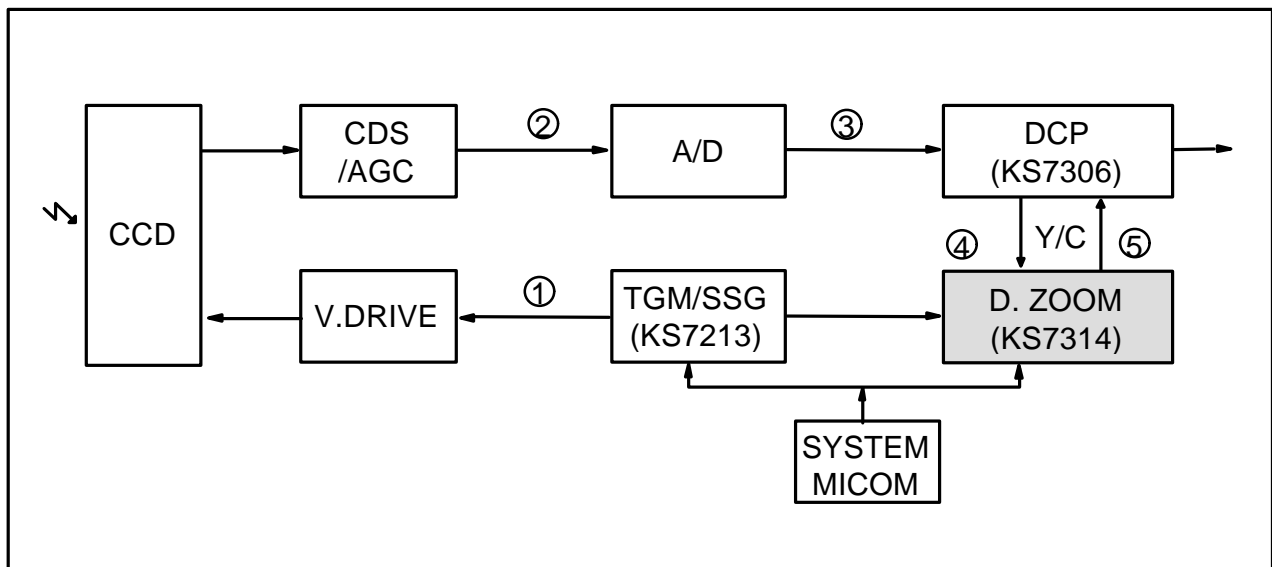 CCD
CDS
/AGC
②
A/D
③
DCP
(KS7306)
④
Y/C
⑤
V.DRIVE
①
TGM/SSG
(KS7213)
D. ZOOM
(KS7314)
SYSTEM
MICOM